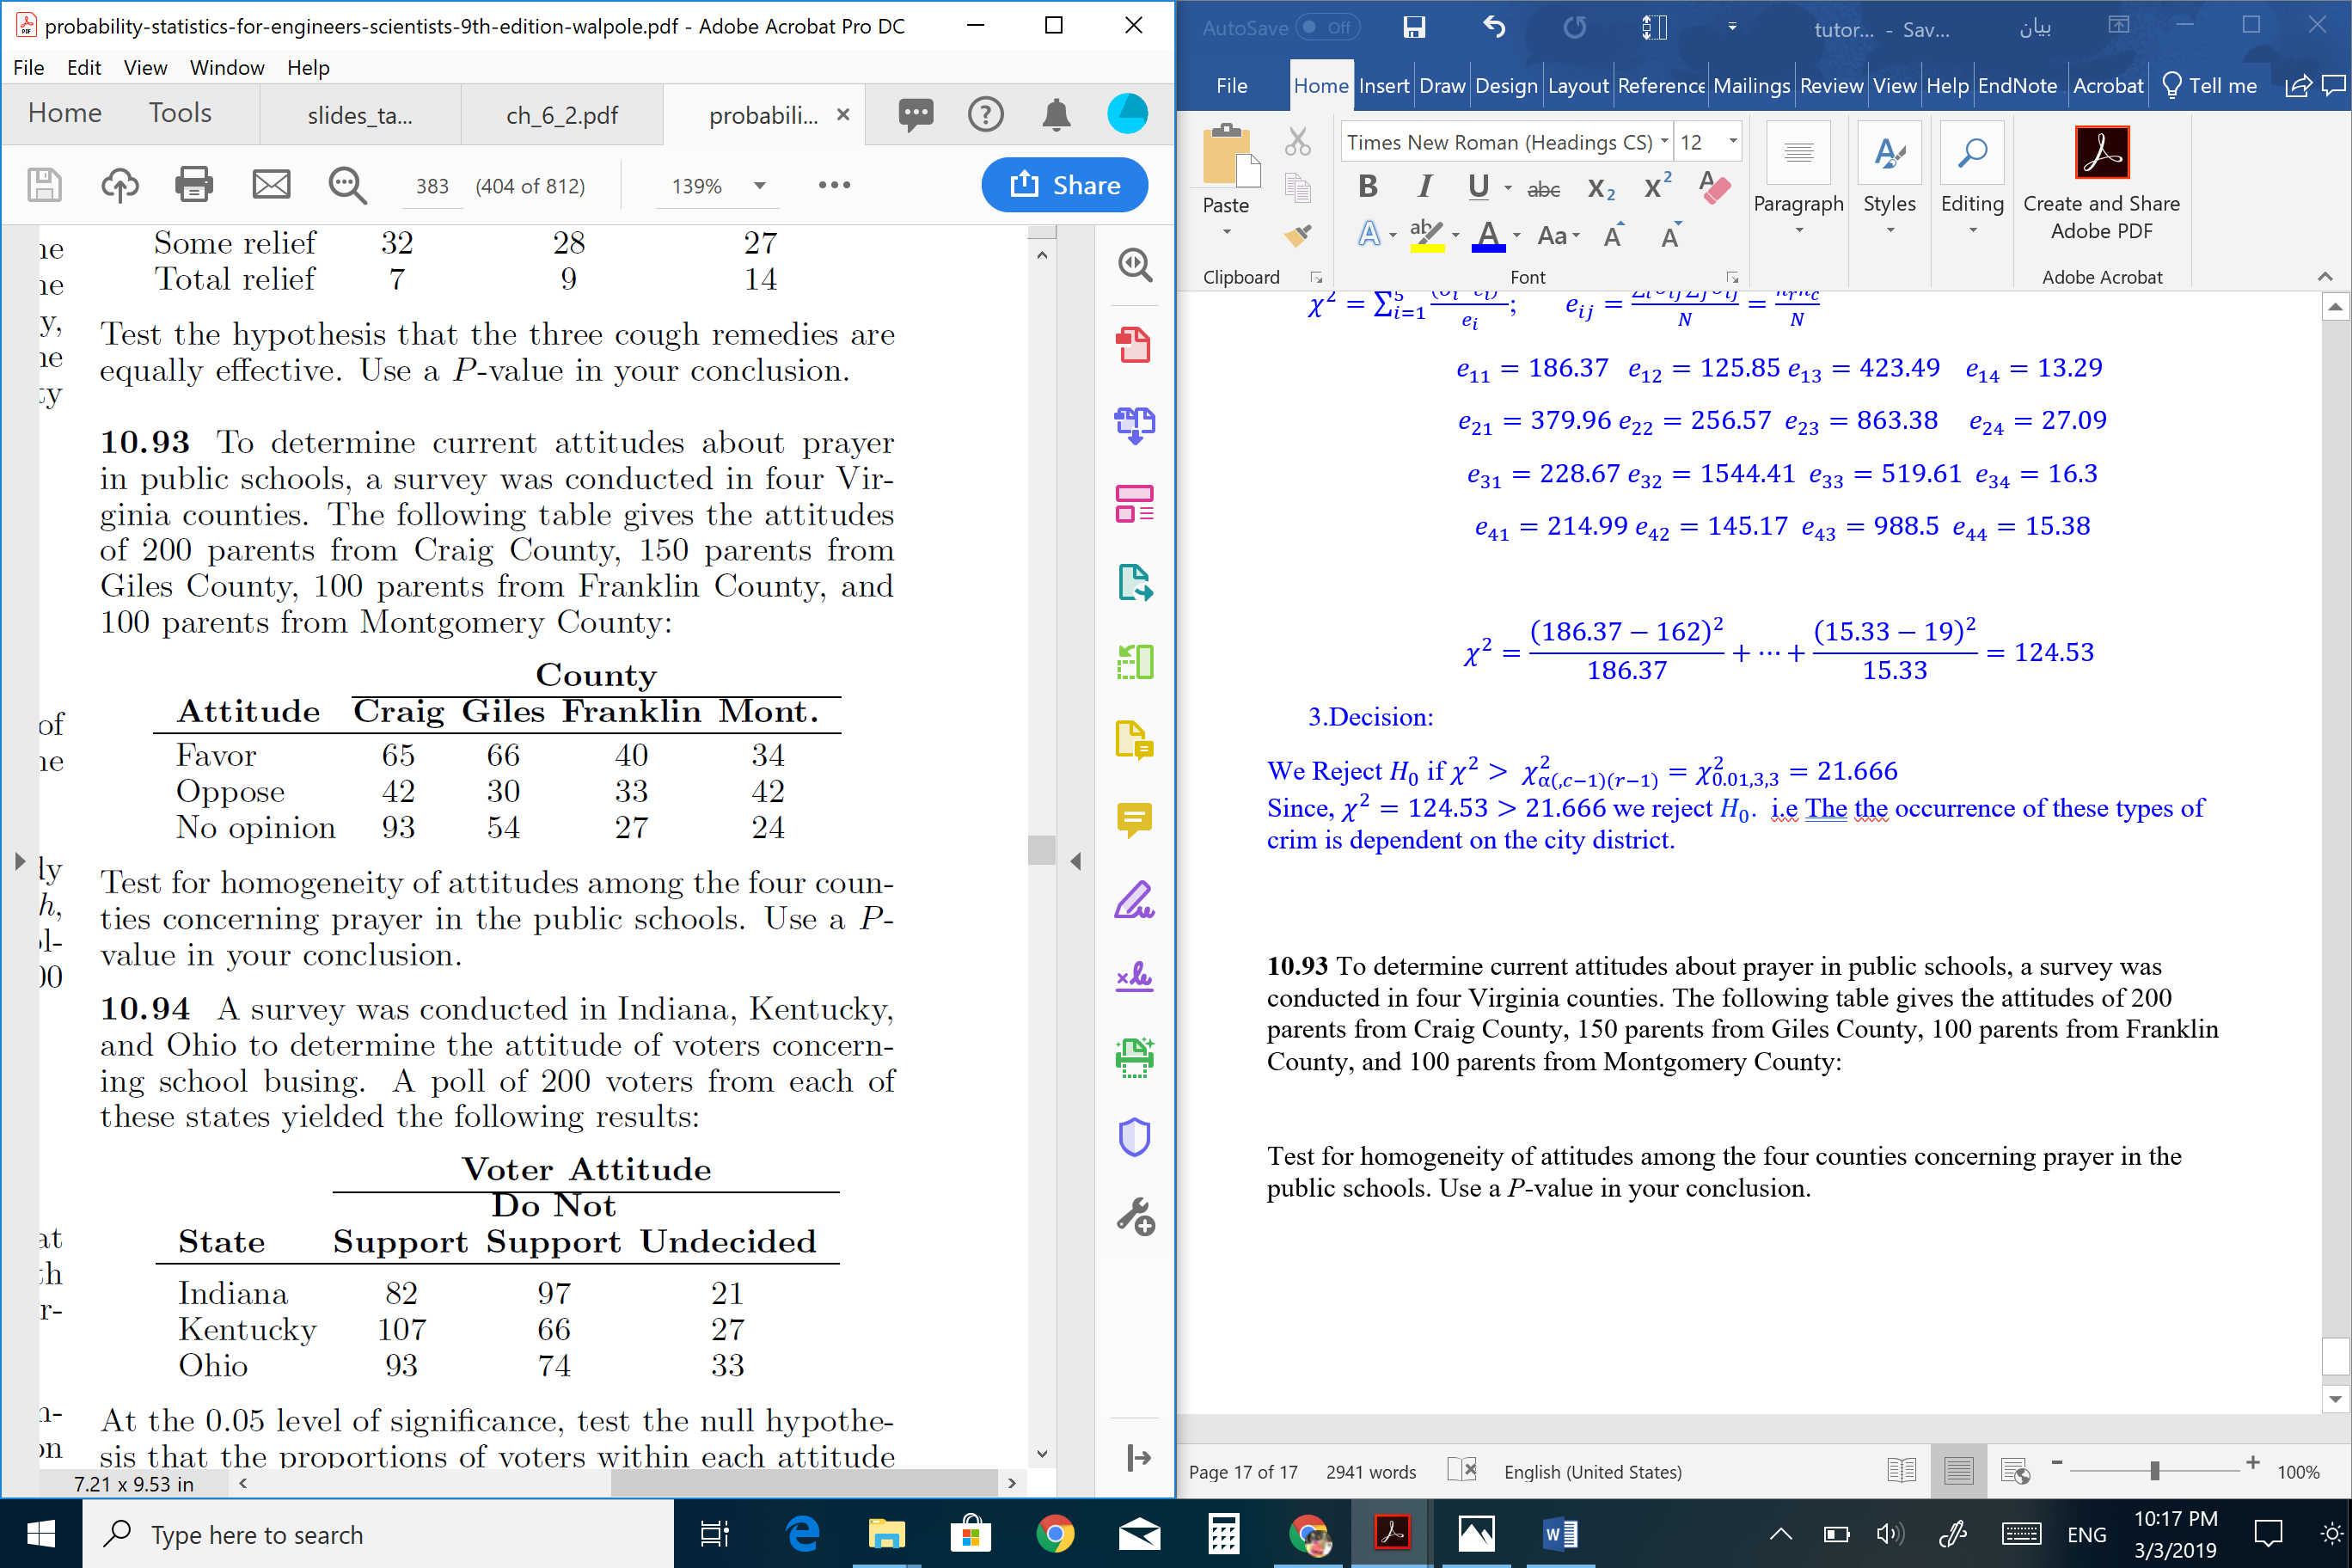 probability-statistics-for-engineers-scientists-9th-edition-walpole.pdf - Adobe Acrobat Pro DC
File Edit View Window Help
Home Tools slides_ta... ch_6_2.pdf probabili... ×
383 (404 of 812) 139% Share
Some relief 32 28 27
Total relief 7 9 14
Test the hypothesis that the three cough remedies are
equally effective. Use a P-value in your conclusion.
10.93 To determine current attitudes about prayer
in public schools, a survey was conducted in four Vir-
ginia counties. The following table gives the attitudes
of 200 parents from Craig County, 150 parents from
Giles County, 100 parents from Franklin County, and
100 parents from Montgomery County:
County
Attitude Craig Giles Franklin Mont.
Favor 65 66 40 34
Oppose 42 30 33 42
No opinion 93 54 27 24
Test for homogeneity of attitudes among the four coun-
ties concerning prayer in the public schools. Use a P-
value in your conclusion.
10.94 A survey was conducted in Indiana, Kentucky,
and Ohio to determine the attitude of voters concern-
ing school busing. A poll of 200 voters from each of
these states yielded the following results:
Voter Attitude
Do Not
State Support Support Undecided
Indiana 82 97 21
Kentucky 107 66 27
Ohio 93 74 33
At the 0.05 level of significance, test the null hypothe-
sis that the proportions of voters within each attitude
7.21 x 9.53 in
AutoSave Off tutor... - Sav... بيان
File Home Insert Draw Design Layout Reference Mailings Review View Help EndNote Acrobat Tell me
Times New Roman (Headings CS) 12
Paste
B I U abc X₂ X² A
A ab A Aa A A
Paragraph Styles Editing Create and Share
Adobe PDF
Clipboard Font Adobe Acrobat
e₁₁ = 186.37 e₁₂ = 125.85 e₁₃ = 423.49 e₁₄ = 13.29
e₂₁ = 379.96 e₂₂ = 256.57 e₂₃ = 863.38 e₂₄ = 27.09
e₃₁ = 228.67 e₃₂ = 1544.41 e₃₃ = 519.61 e₃₄ = 16.3
e₄₁ = 214.99 e₄₂ = 145.17 e₄₃ = 988.5 e₄₄ = 15.38
χ² = (186.37 − 162)²/186.37 + ⋯ + (15.33 − 19)²/15.33 = 124.53
3.Decision:
We Reject H₀ if χ² > χ²α(,c−1)(r−1) = χ²0.01,3,3 = 21.666
Since, χ² = 124.53 > 21.666 we reject H₀. i.e The the occurrence of these types of
crim is dependent on the city district.
10.93 To determine current attitudes about prayer in public schools, a survey was
conducted in four Virginia counties. The following table gives the attitudes of 200
parents from Craig County, 150 parents from Giles County, 100 parents from Franklin
County, and 100 parents from Montgomery County:
Test for homogeneity of attitudes among the four counties concerning prayer in the
public schools. Use a P-value in your conclusion.
Page 17 of 17 2941 words English (United States) 100%
Type here to search
ENG
10:17 PM
3/3/2019